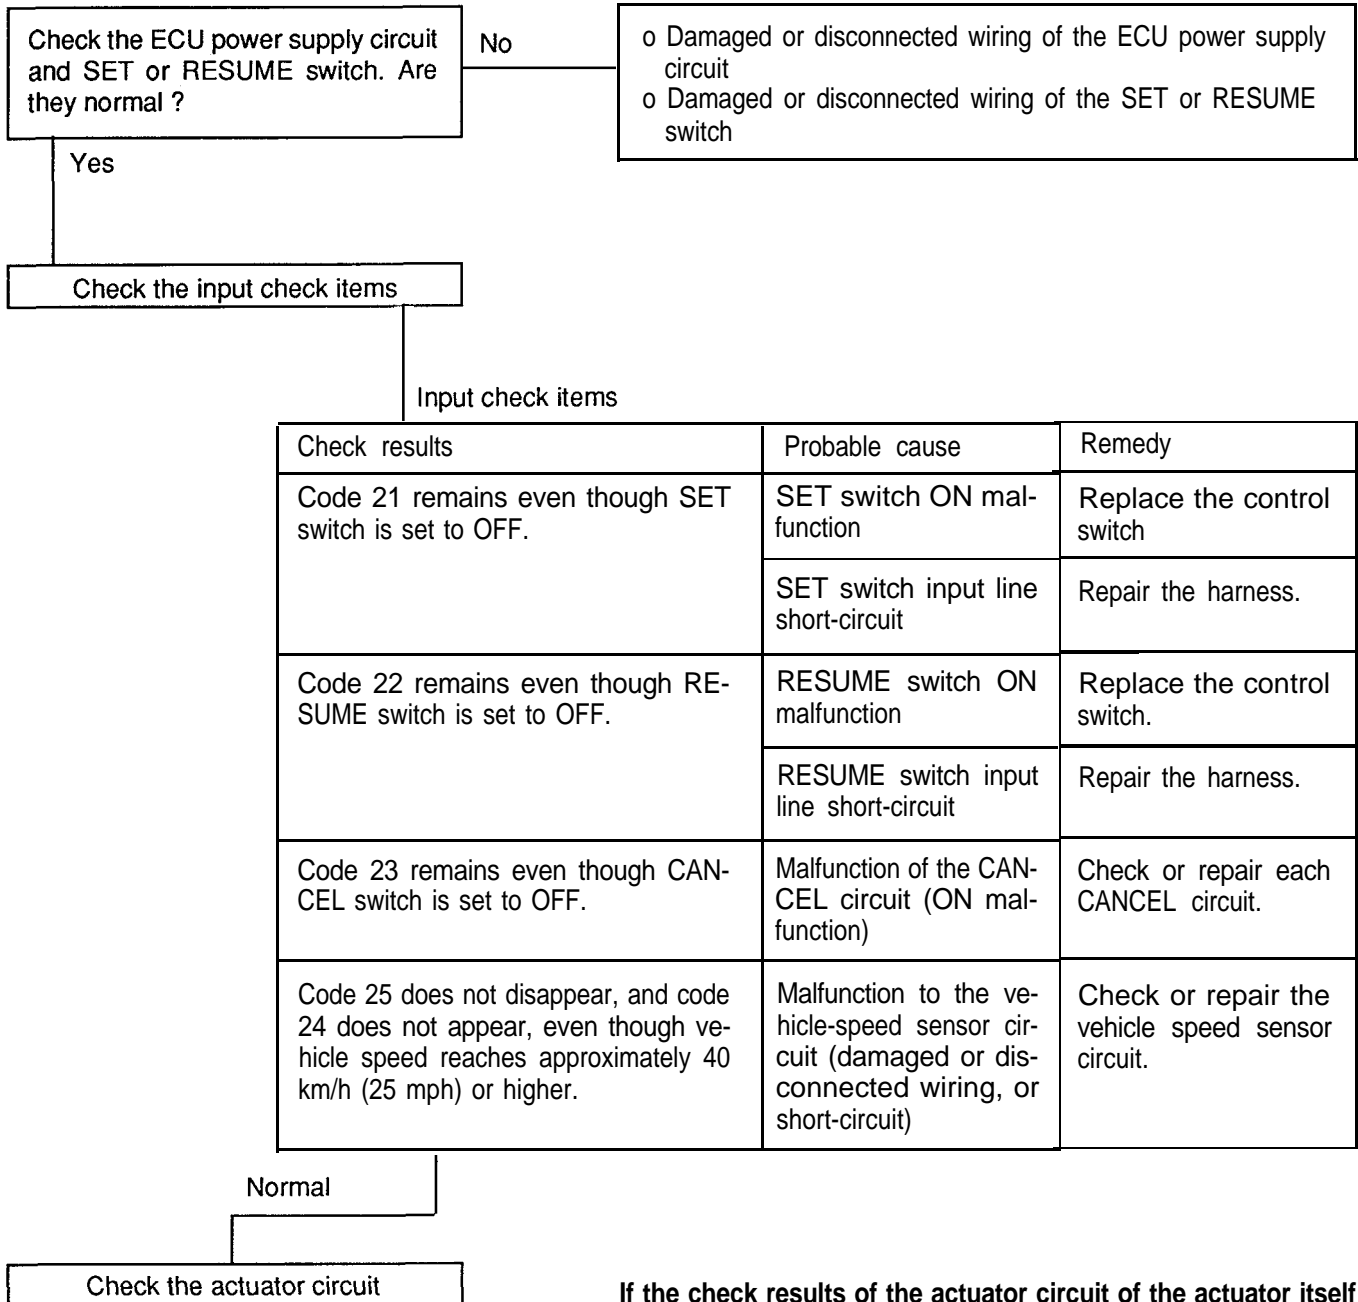 Check the ECU power supply circuit
and SET or RESUME switch. Are
they normal ?
No
o Damaged or disconnected wiring of the ECU power supply
circuit
o Damaged or disconnected wiring of the SET or RESUME
switch
Yes
Check the input check items
Input check items
Check results
Probable cause
Remedy
Code 21 remains even though SET
switch is set to OFF.
SET switch ON mal-
function
Replace the control
switch
SET switch input line
short-circuit
Repair the harness.
Code 22 remains even though RE-
SUME switch is set to OFF.
RESUME switch ON
malfunction
Replace the control
switch.
RESUME switch input
line short-circuit
Repair the harness.
Code 23 remains even though CAN-
CEL switch is set to OFF.
Malfunction of the CAN-
CEL circuit (ON mal-
function)
Check or repair each
CANCEL circuit.
Code 25 does not disappear, and code
24 does not appear, even though ve-
hicle speed reaches approximately 40
km/h (25 mph) or higher.
Malfunction to the ve-
hicle-speed sensor cir-
cuit (damaged or dis-
connected wiring, or
short-circuit)
Check or repair the
vehicle speed sensor
circuit.
Normal
Check the actuator circuit
If the check results of the actuator circuit of the actuator itself